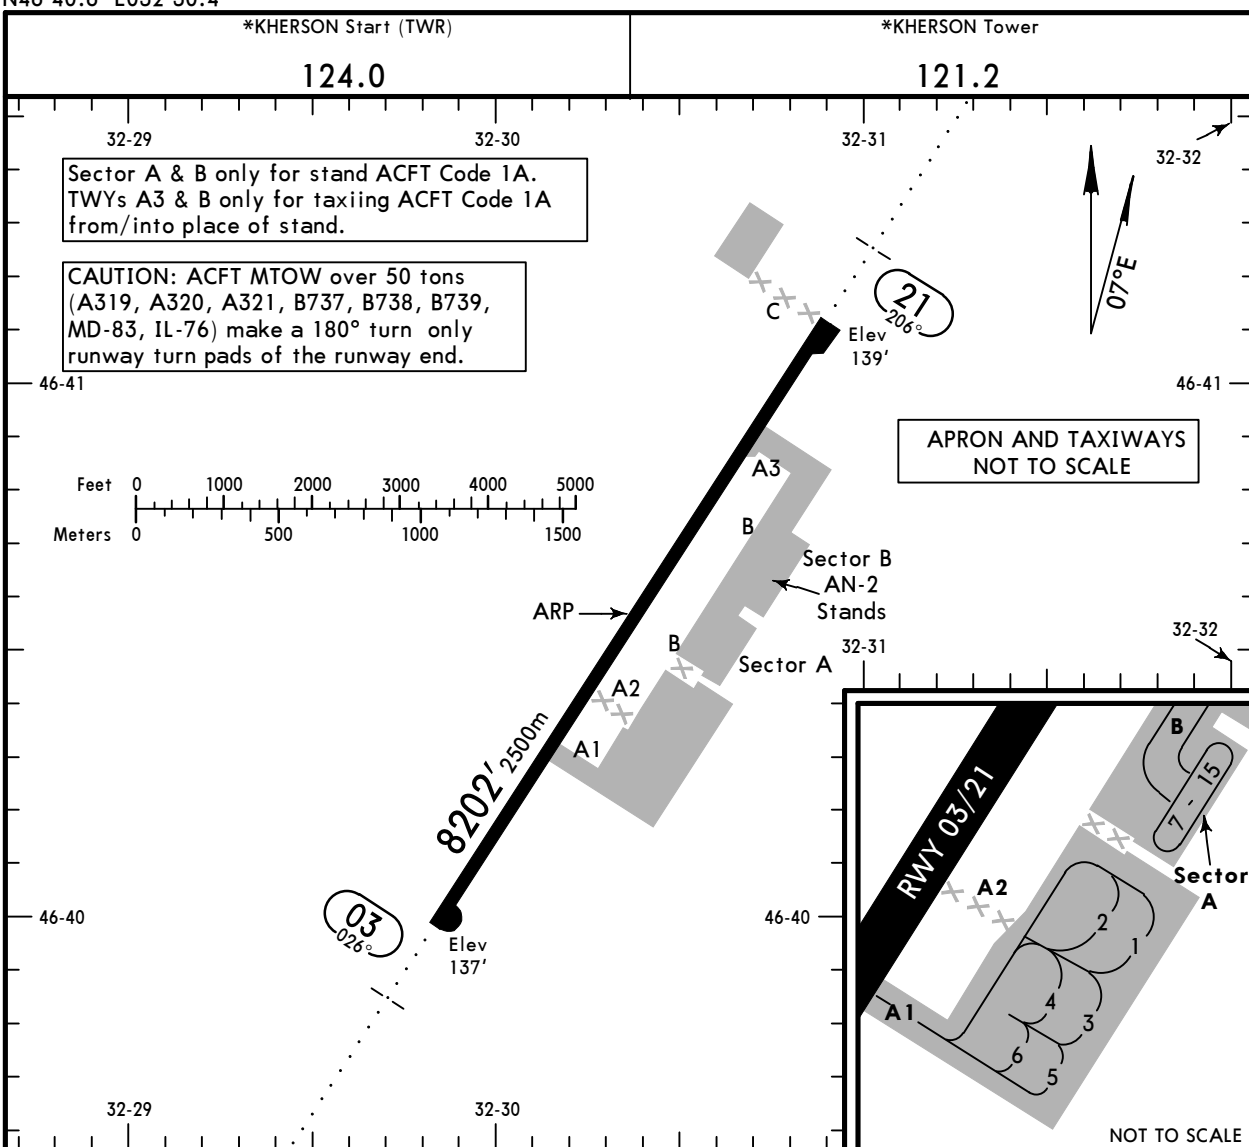 *KHERSON Start (TWR)
124.0
*KHERSON Tower
121.2
32-29
32-30
32-31
32-32
Sector A & B only for stand ACFT Code 1A.
TWYs A3 & B only for taxiing ACFT Code 1A
from/into place of stand.
CAUTION: ACFT MTOW over 50 tons
(A319, A320, A321, B737, B738, B739,
MD-83, IL-76) make a 180° turn only
runway turn pads of the runway end.
07°E
C
21
206°
Elev
139'
46-41
46-41
APRON AND TAXIWAYS
NOT TO SCALE
Feet 0 1000 2000 3000 4000 5000
Meters 0 500 1000 1500
A3
B
Sector B
AN-2
Stands
ARP
B
Sector A
32-31
32-32
A2
A1
8202' 2500m
46-40
46-40
03
026°
Elev
137'
32-29
32-30
RWY 03/21
B
7 - 15
Sector
A
A2
A1
2
1
4
3
6
5
NOT TO SCALE